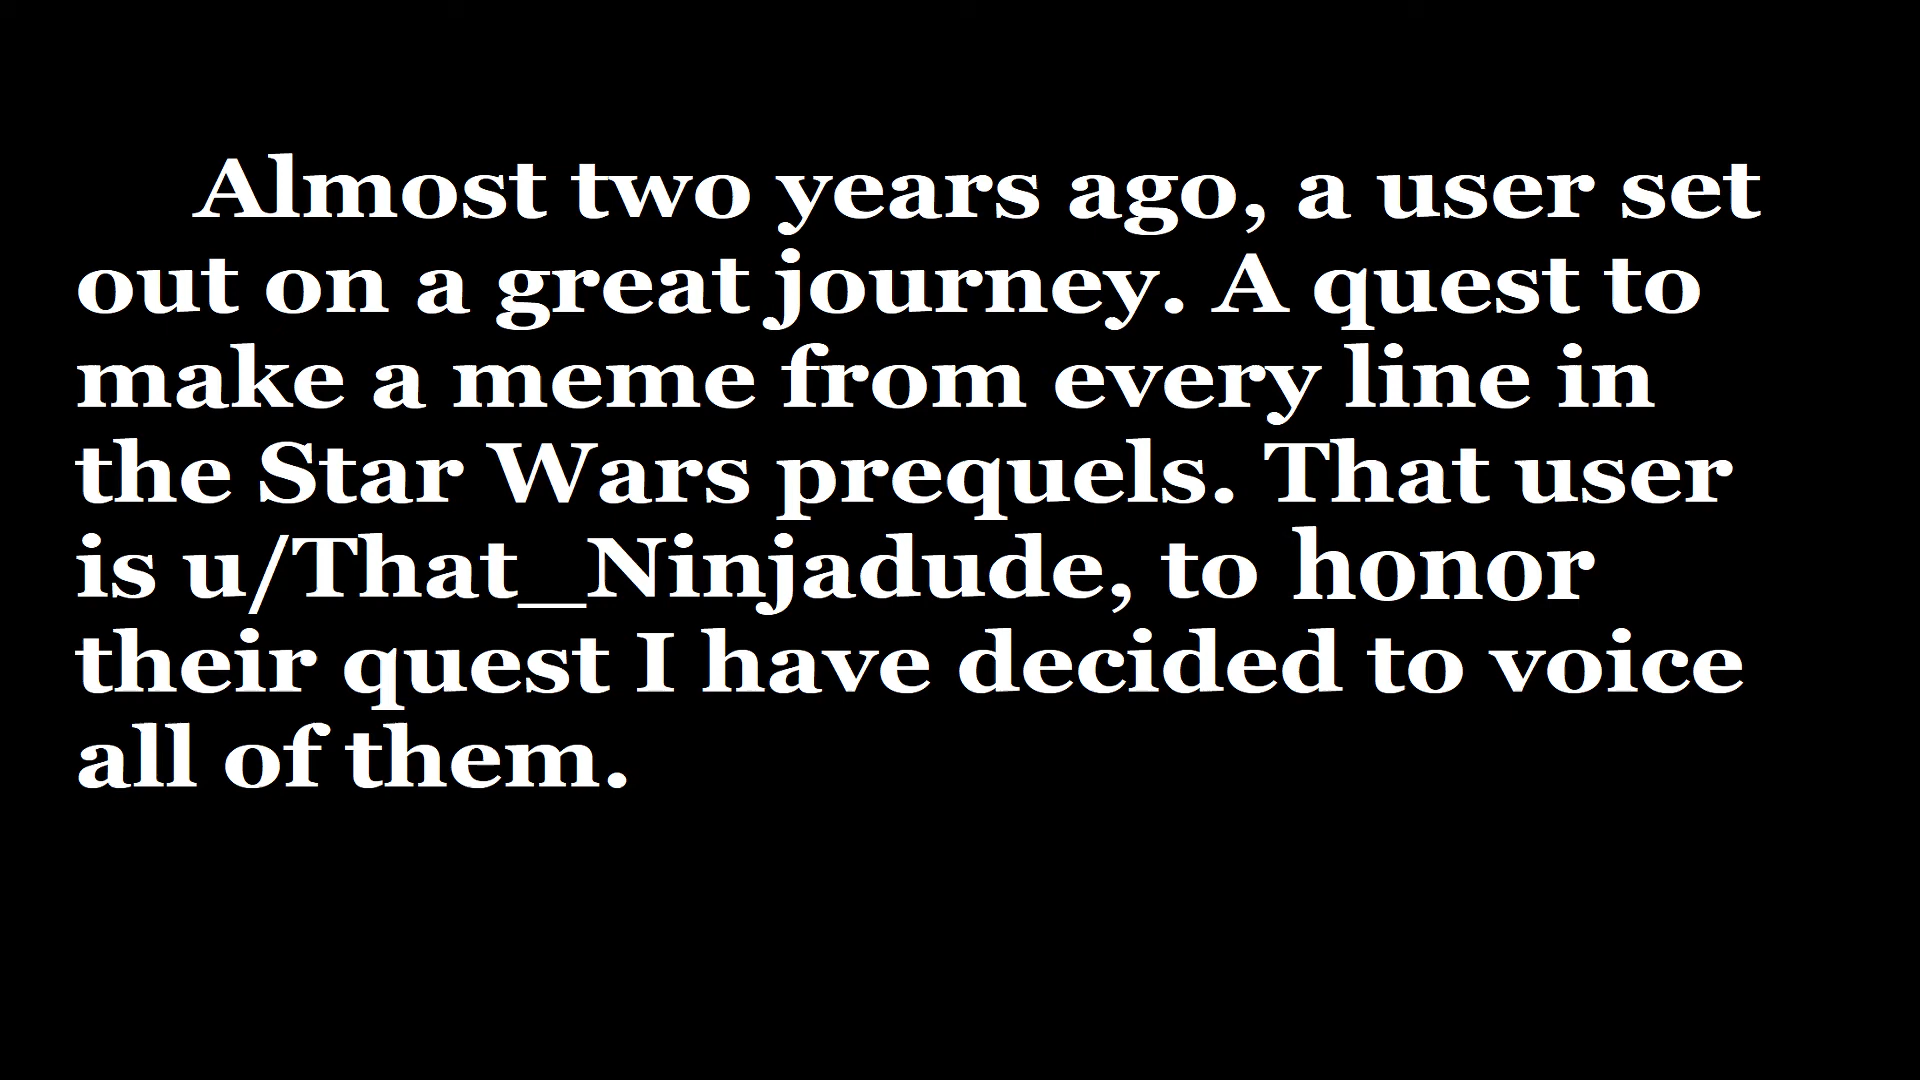 Almost two years ago, a user set
out on a great journey. A quest to
make a meme from every line in
the Star Wars prequels. That user
is u/That_Ninjadude, to honor
their quest I have decided to voice
all of them.